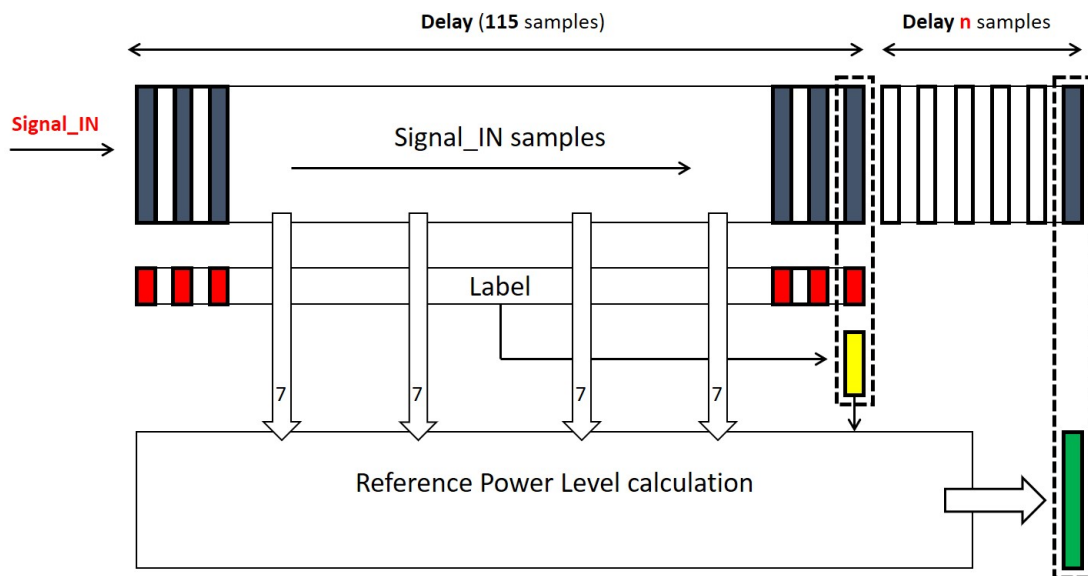 Delay (115 samples)
Delay n samples
Signal_IN
Signal_IN samples
Label
7
7
7
7
Reference Power Level calculation